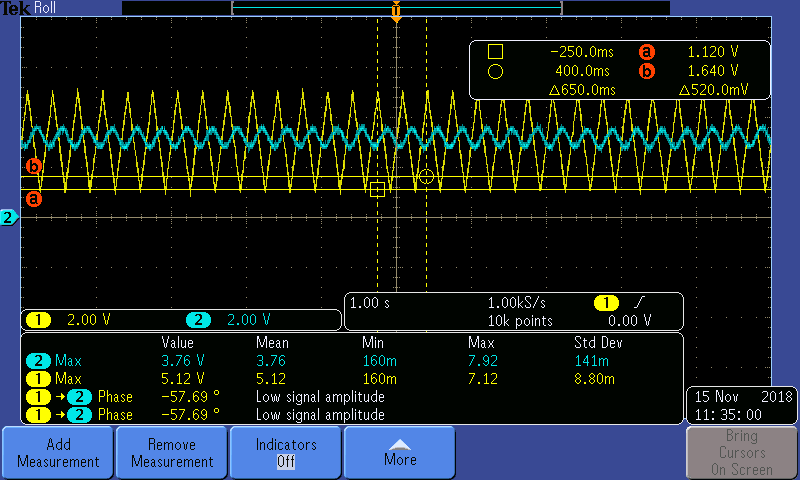 Tek Roll
T
-250.0ms a 1.120 V
400.0ms b 1.640 V
△650.0ms △520.0mV
b
a
2
1 2.00 V 2 2.00 V
1.00 s 1.00kS/s 1
10k points 0.00 V
Value Mean Min Max Std Dev
2 Max 3.76 V 3.76 160m 7.92 141m
1 Max 5.12 V 5.12 160m 7.12 8.80m
1 → 2 Phase -57.69 ° Low signal amplitude
1 → 2 Phase -57.69 ° Low signal amplitude
15 Nov 2018
11:35:00
Add Measurement
Remove Measurement
Indicators
Off
More
Bring Cursors On Screen